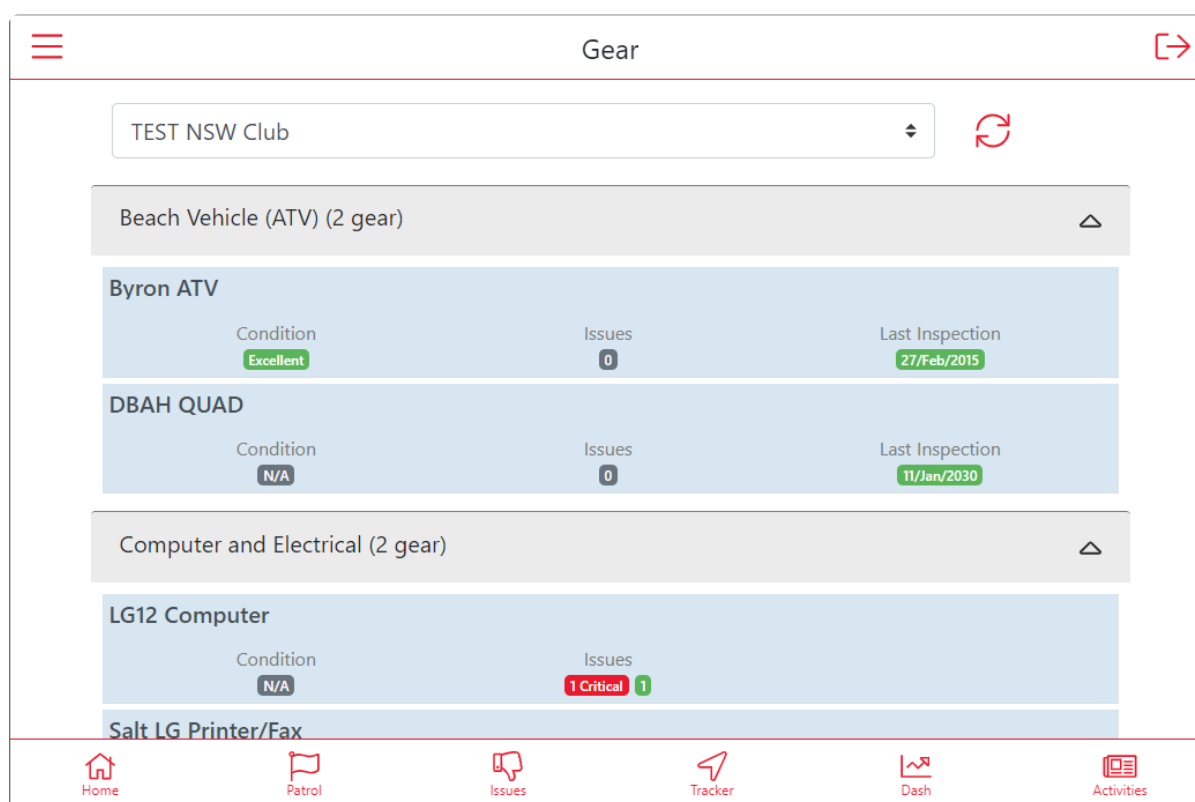 Gear
TEST NSW Club
Beach Vehicle (ATV) (2 gear)
Byron ATV
Condition Issues Last Inspection
Excellent 0 27/Feb/2015
DBAH QUAD
Condition Issues Last Inspection
N/A 0 11/Jan/2030
Computer and Electrical (2 gear)
LG12 Computer
Condition Issues
N/A 1 Critical 1
Salt LG Printer/Fax
Home Patrol Issues Tracker Dash Activities